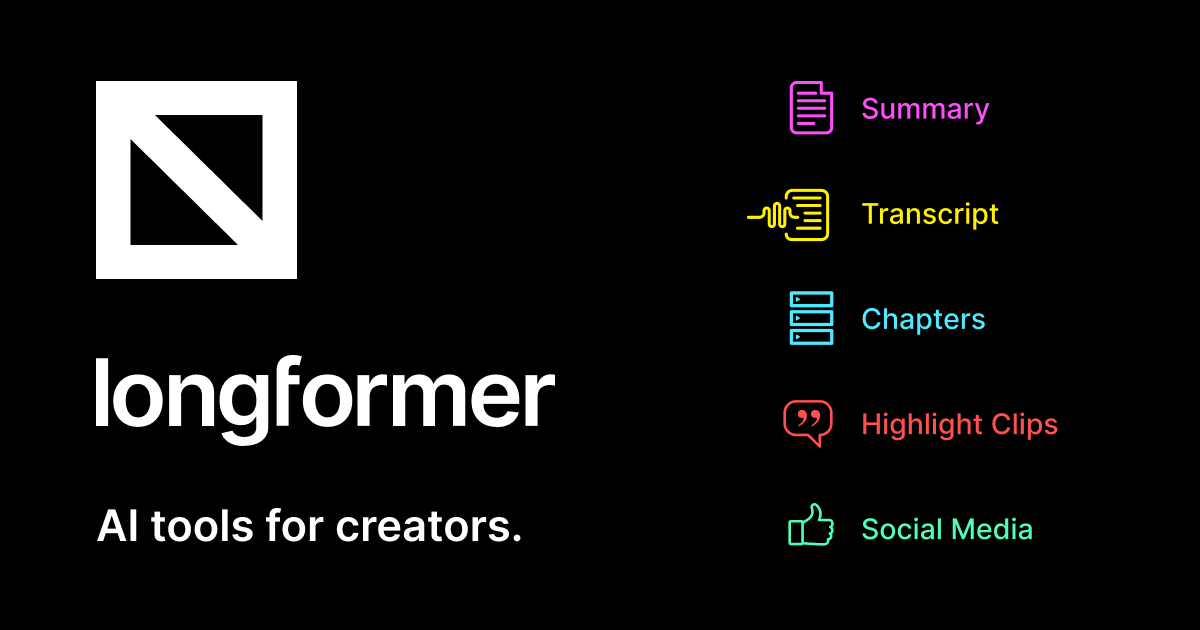 longformer
AI tools for creators.
Summary
Transcript
Chapters
Highlight Clips
Social Media